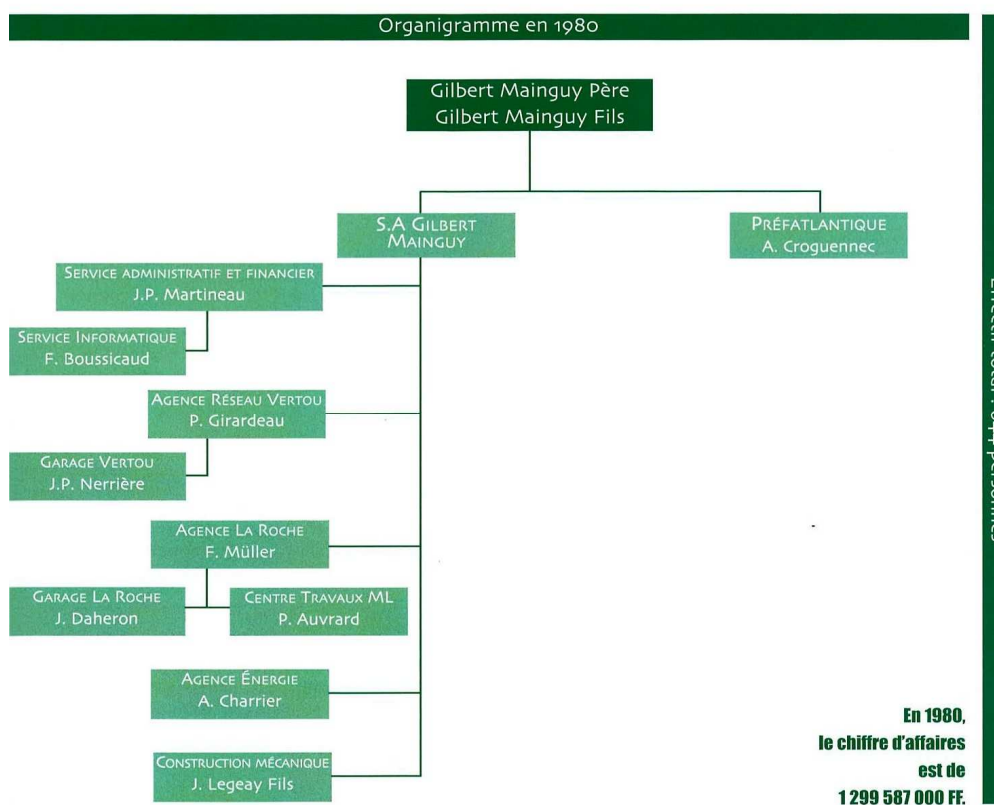 Organigramme en 1980
Gilbert Mainguy Père
Gilbert Mainguy Fils
S.A GILBERT
MAINGUY
PRÉFATLANTIQUE
A. Croguennec
SERVICE ADMINISTRATIF ET FINANCIER
J.P. Martineau
SERVICE INFORMATIQUE
F. Boussicaud
AGENCE RÉSEAU VERTOU
P. Girardeau
GARAGE VERTOU
J.P. Nerrière
AGENCE LA ROCHE
F. Müller
GARAGE LA ROCHE
J. Daheron
CENTRE TRAVAUX ML
P. Auvrard
AGENCE ÉNERGIE
A. Charrier
CONSTRUCTION MÉCANIQUE
J. Legeay Fils
En 1980,
le chiffre d'affaires
est de
1 299 587 000 FF.